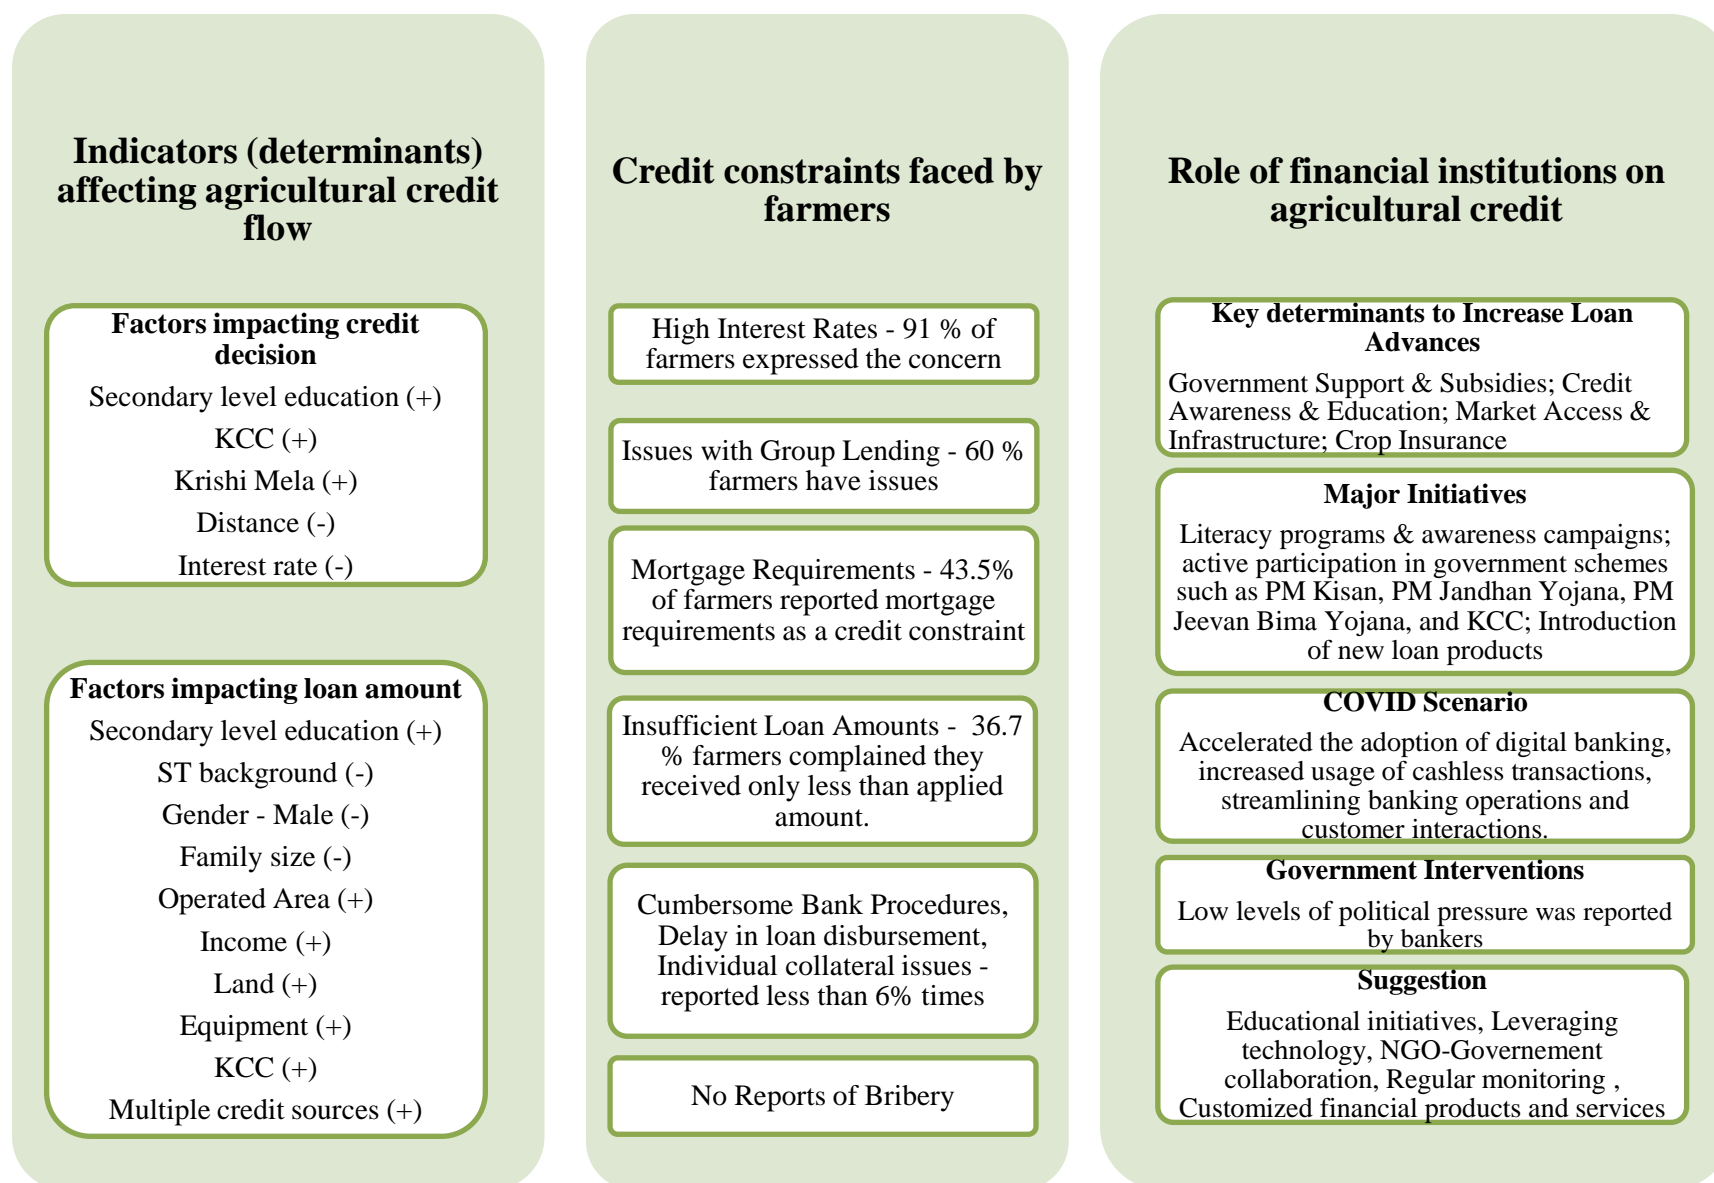 Indicators (determinants)
affecting agricultural credit
flow
Factors impacting credit
decision
Secondary level education (+)
KCC (+)
Krishi Mela (+)
Distance (-)
Interest rate (-)
Factors impacting loan amount
Secondary level education (+)
ST background (-)
Gender - Male (-)
Family size (-)
Operated Area (+)
Income (+)
Land (+)
Equipment (+)
KCC (+)
Multiple credit sources (+)
Credit constraints faced by
farmers
High Interest Rates - 91 % of
farmers expressed the concern
Issues with Group Lending - 60 %
farmers have issues
Mortgage Requirements - 43.5%
of farmers reported mortgage
requirements as a credit constraint
Insufficient Loan Amounts -  36.7
% farmers complained they
received only less than applied
amount.
Cumbersome Bank Procedures,
Delay in loan disbursement,
Individual collateral issues -
reported less than 6% times
No Reports of Bribery
Role of financial institutions on
agricultural credit
Key determinants to Increase Loan
Advances
Government Support & Subsidies; Credit
Awareness & Education; Market Access &
Infrastructure; Crop Insurance
Major Initiatives
Literacy programs & awareness campaigns;
active participation in government schemes
such as PM Kisan, PM Jandhan Yojana, PM
Jeevan Bima Yojana, and KCC; Introduction
of new loan products
COVID Scenario
Accelerated the adoption of digital banking,
increased usage of cashless transactions,
streamlining banking operations and
customer interactions.
Government Interventions
Low levels of political pressure was reported
by bankers
Suggestion
Educational initiatives, Leveraging
technology, NGO-Governement
collaboration, Regular monitoring ,
Customized financial products and services